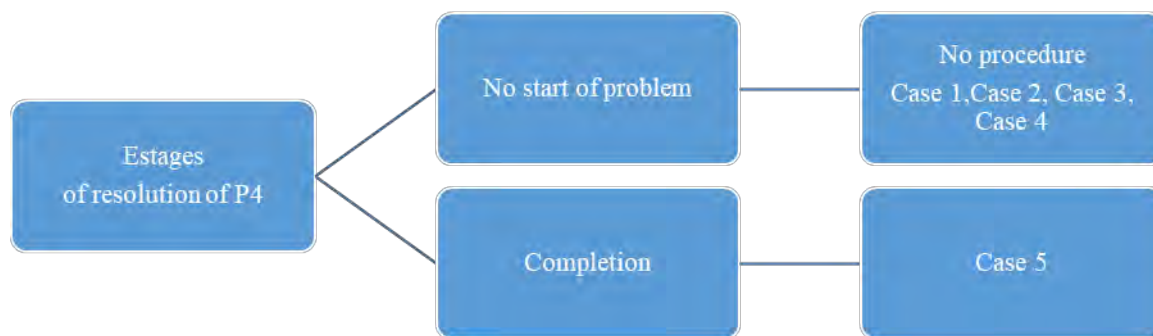 Estages
of resolution of P4
No start of problem
No procedure
Case 1,Case 2, Case 3,
Case 4
Completion
Case 5